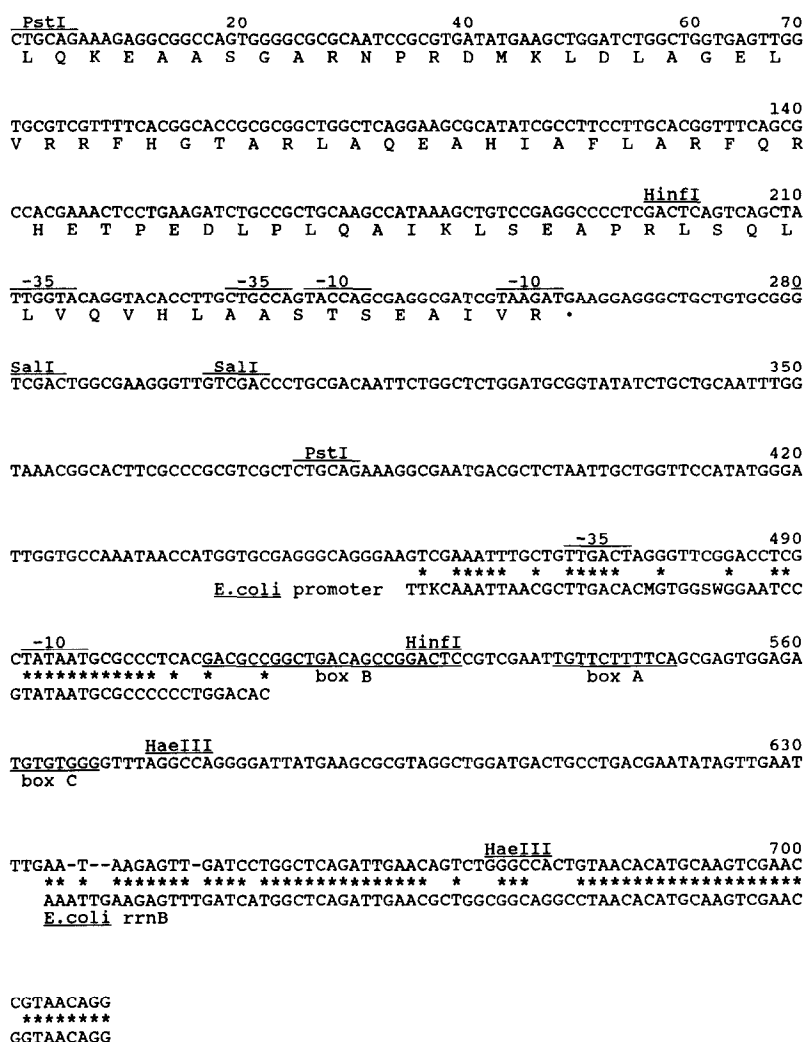 PstI 20 40 60 70
CTGCAGAAAGAGGCGGCCAGTGGGGCGCGCAATCCGCGTGATATGAAGCTGGATCTGGCTGGTGAGTTGG
L Q K E A A S G A R N P R D M K L D L A G E L
140
TGCGTCGTTTTCACGGCACCGCGCGGCTGGCTCAGGAAGCGCATATCGCCTTCCTTGCACGGTTTCAGCG
V R R F H G T A R L A Q E A H I A F L A R F Q R
HinfI 210
CCACGAAACTCCTGAAGATCTGCCGCTGCAAGCCATAAAGCTGTCCGAGGCCCCTCGACTCAGTCAGCTA
H E T P E D L P L Q A I K L S E A P R L S Q L
-35 -35 -10 -10 280
TTGGTACAGGTACACCTTGCTGCCAGTACCAGCGAGGCGATCGTAAGATGAAGGAGGGCTGCTGTGCGGG
L V Q V H L A A S T S E A I V R .
SalI SalI 350
TCGACTGGCGAAGGGTTGTCGACCCTGCGACAATTCTGGCTCTGGATGCGGTATATCTGCTGCAATTTGG
PstI 420
TAAACGGCACTTCGCCCGCGTCGCTCTGCAGAAAGGCGAATGACGCTCTAATTGCTGGTTCCATATGGGA
-35 490
TTGGTGCCAAATAACCATGGTGCGAGGGCAGGGAAGTCGAAATTTGCTGTTGACTAGGGTTCGGACCTCG
* ***** * ***** * * **
E.coli promoter TTKCAAATTAACGCTTGACACMGTGGSWGGAATCC
-10 HinfI 560
CTATAATGCGCCCTCACGACGCCGGCTGACAGCCGGACTCCGTCGAATTGTTCTTTTCAGCGAGTGGAGA
************ * * * box B box A
GTATAATGCGCCCCCCTGGACAC
HaeIII 630
TGTGTGGGGTTTAGGCCAGGGGATTATGAAGCGCGTAGGCTGGATGACTGCCTGACGAATATAGTTGAAT
box C
HaeIII 700
TTGAA-T--AAGAGTT-GATCCTGGCTCAGATTGAACAGTCTGGGCCACTGTAACACATGCAAGTCGAAC
** * ******* **** *************** * *** ********************
AAATTGAAGAGTTTGATCATGGCTCAGATTGAACGCTGGCGGCAGGCCTAACACATGCAAGTCGAAC
E.coli rrnB
CGTAACAGG
********
GGTAACAGG